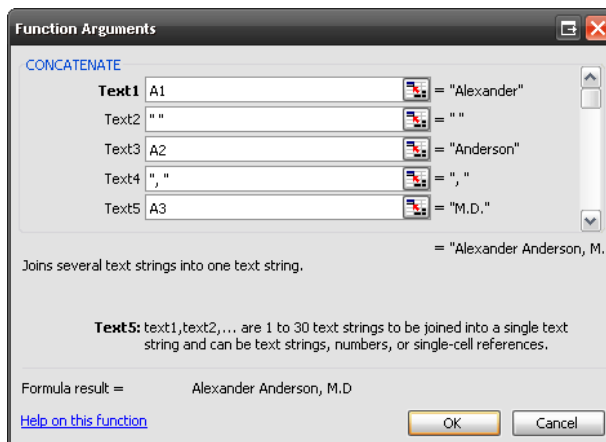 Function Arguments
CONCATENATE
Text1 A1 = "Alexander"
Text2 " " = " "
Text3 A2 = "Anderson"
Text4 ", " = ", "
Text5 A3 = "M.D."
= "Alexander Anderson, M.
Joins several text strings into one text string.
Text5: text1,text2,... are 1 to 30 text strings to be joined into a single text
string and can be text strings, numbers, or single-cell references.
Formula result = Alexander Anderson, M.D
Help on this function OK Cancel